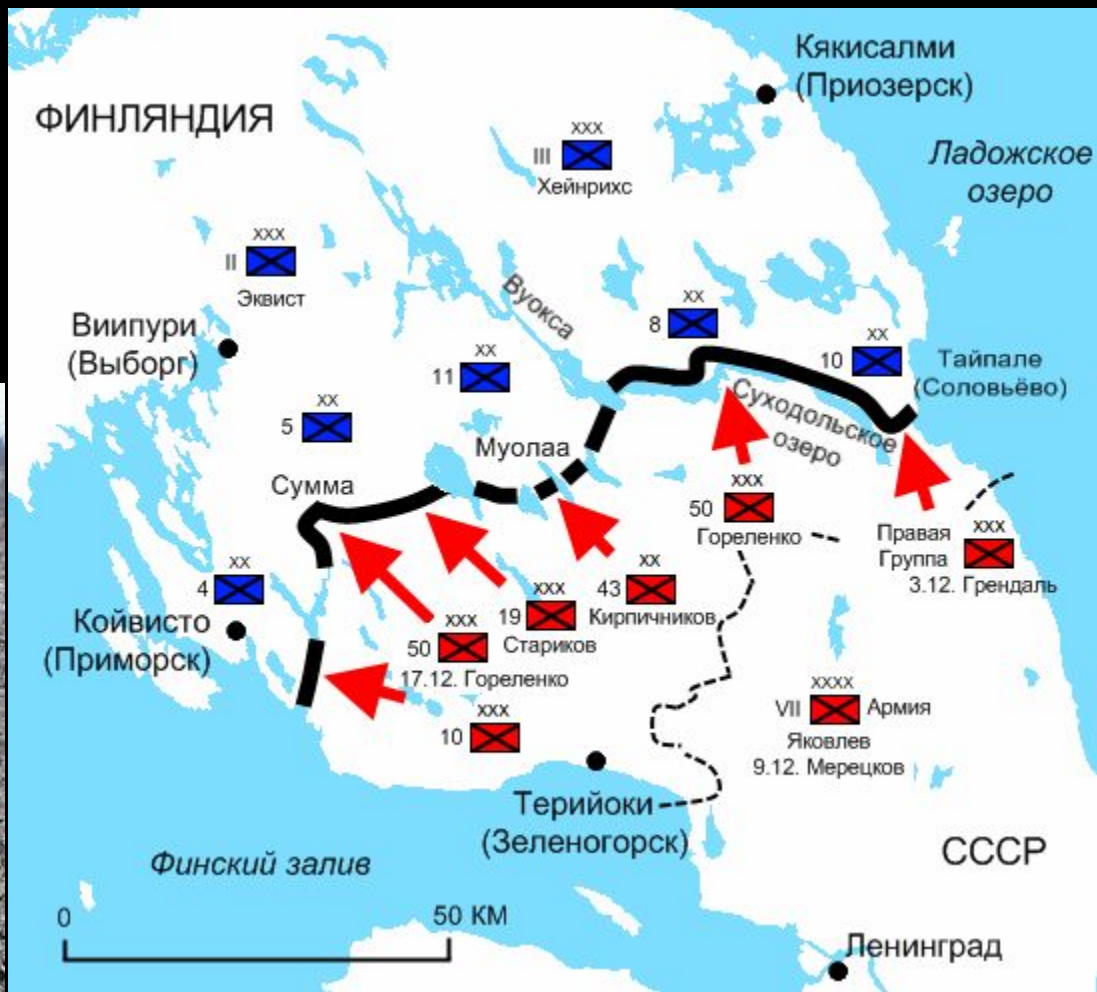 Кякисалми
(Приозерск)
ФИНЛЯНДИЯ
xxx
III
Хейнрихс
Ладожское
озеро
xxx
II
Эквист
Вуокса
Виипури
(Выборг)
xx
8
xx
10
Тайпале
(Соловьёво)
xx
11
xx
5
Суходольское
озеро
Муолаа
Сумма
xxx
50
Гореленко
Правая
Группа
xxx
3.12. Грендаль
xx
4
xx
43
Кирпичников
xxx
19
Стариков
Койвисто
(Приморск)
xxx
50
17.12. Гореленко
xxx
10
xxxx
VII
Армия
Яковлев
9.12. Мерецков
Терийоки
(Зеленогорск)
СССР
Финский залив
0
50 КМ
Ленинград